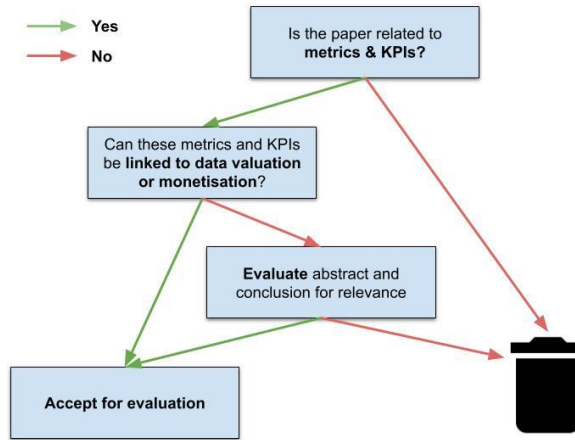 Yes
No
Is the paper related to
metrics & KPIs?
Can these metrics and KPIs
be linked to data valuation
or monetisation?
Evaluate abstract and
conclusion for relevance
Accept for evaluation